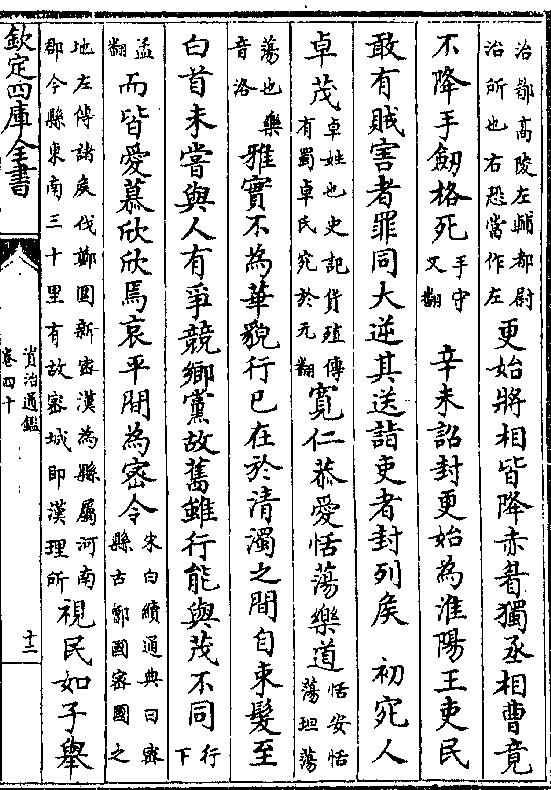 治鄀高陵左輔都尉
治所也右恐當作左
更始將相皆降赤眉獨丞相曹竟
不降手劒格死
手守
又翻
辛未詔封更始為淮陽王吏民
敢有賊害者罪同大逆其送詣吏者封列矦
初宛人
卓茂
卓姓也史記貨殖傳
有蜀卓氏宛於元翻
寛仁恭愛恬蕩樂道
恬安恬
蕩坦蕩
蕩也樂
音洛
雅實不為華貌行已在於清濁之間自束髮至
白首未嘗與人有爭競鄉黨故舊雖行能與茂不同
行下
孟翻
而皆愛慕欣欣焉哀平間為密令
宋白續通典曰密
縣古鄶國密國之
地左傳諸矦伐鄭圍新密漢為縣屬河南
郡今縣東南三十里有故密城即漢理所
視民如子舉
欽定四庫全書
資治通鑑
卷四十
十三